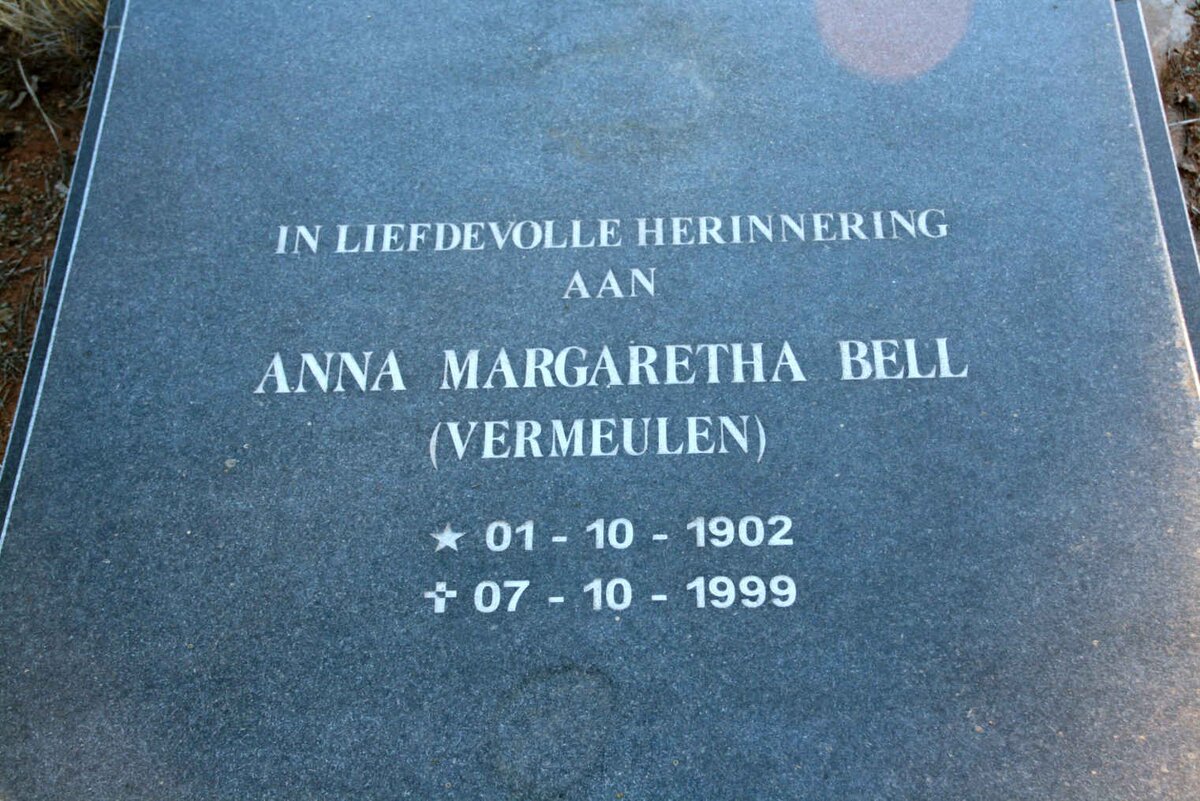 IN LIEFDEVOLLE HERINNERING
AAN
ANNA MARGARETHA BELL
(VERMEULEN)
★ 01 - 10 - 1902
✝ 07 - 10 - 1999